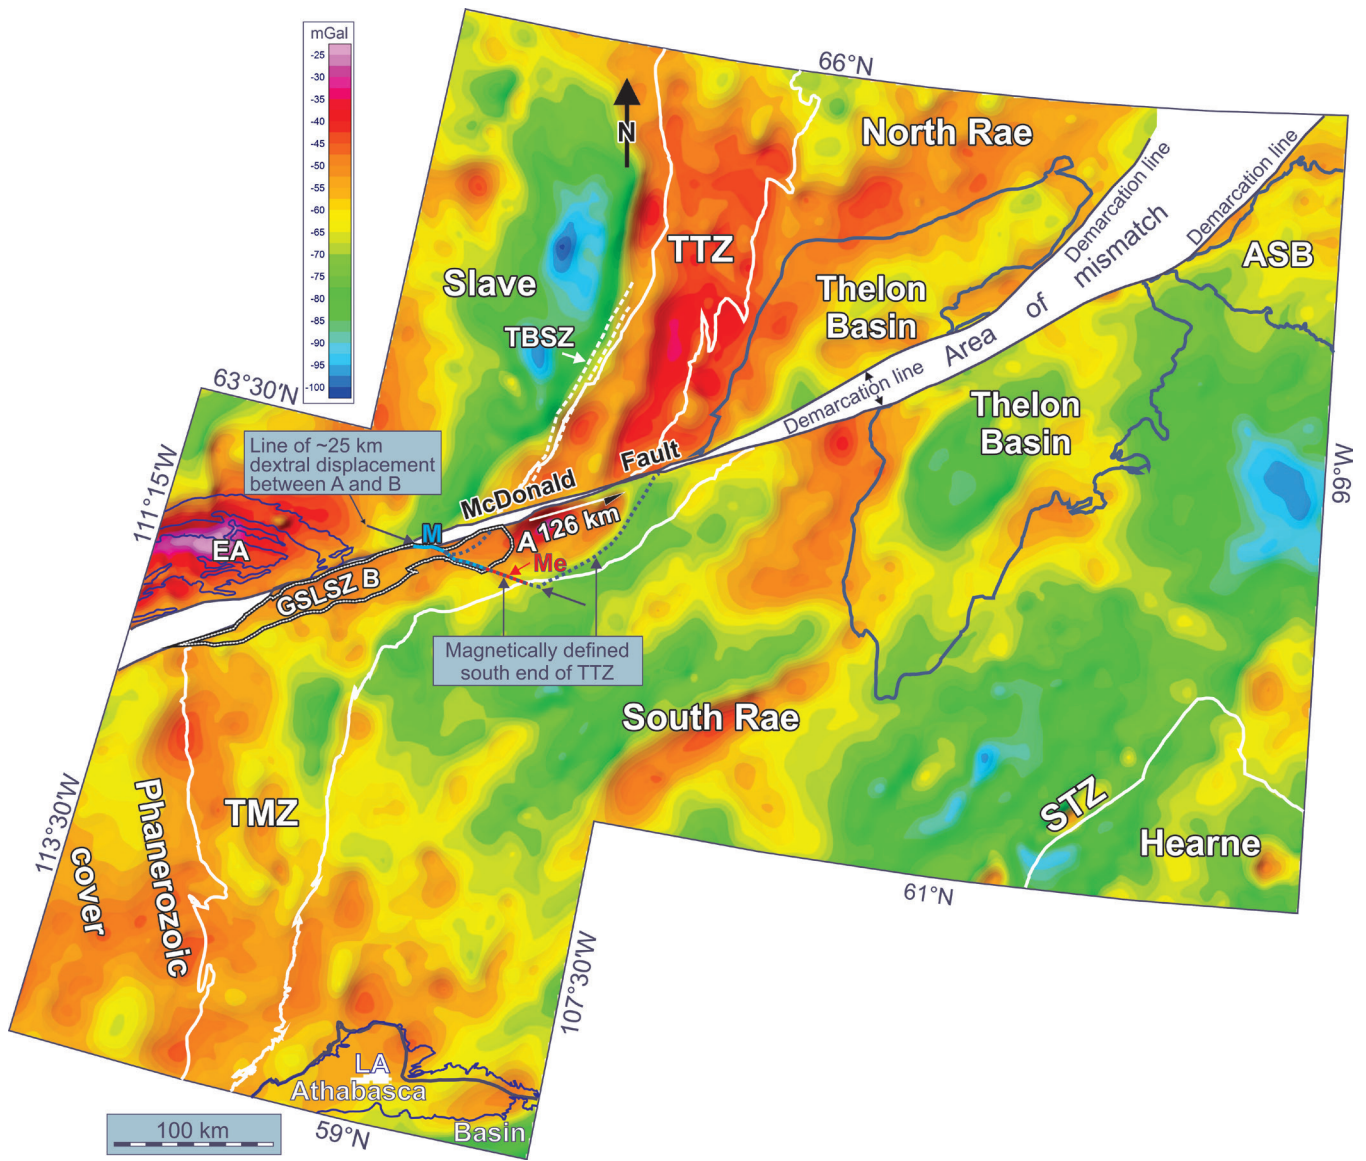 mGal
-25
-30
-35
-40
-45
-50
-55
-60
-65
-70
-75
-80
-85
-90
-95
-100
66°N
N
North Rae
Demarcation line
Demarcation line
Area of mismatch
Demarcation line
ASB
TTZ
Slave
TBSZ
Thelon
Basin
Thelon
Basin
63°30'N
111°15'W
66°W
Line of ~25 km
dextral displacement
between A and B
McDonald Fault
M
A
126 km
Me
EA
GSLSZ B
Magnetically defined
south end of TTZ
South Rae
113°30'W
Phanerozoic
cover
TMZ
STZ
Hearne
61°N
107°30'W
LA
Athabasca
Basin
100 km
59°N